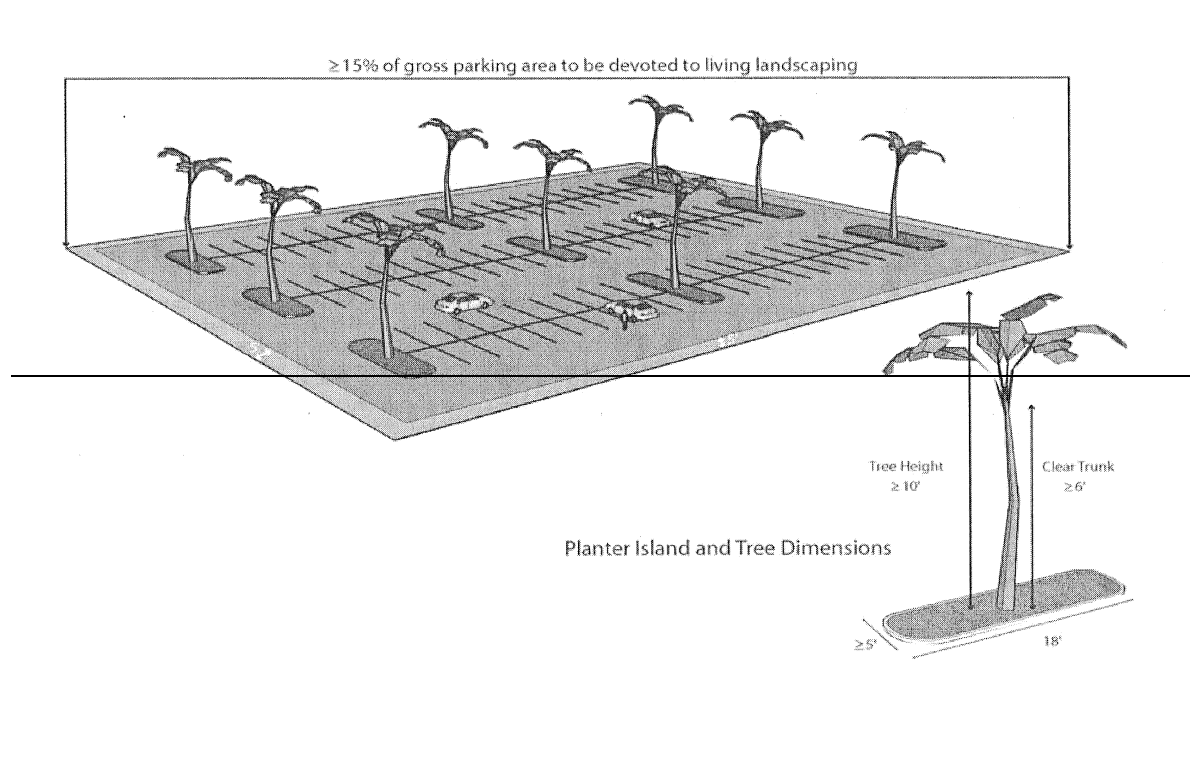 ≥15% of gross parking area to be devoted to living landscaping
Tree Height
≥ 10'
Clear Trunk
≥6'
Planter Island and Tree Dimensions
≥5'
18'